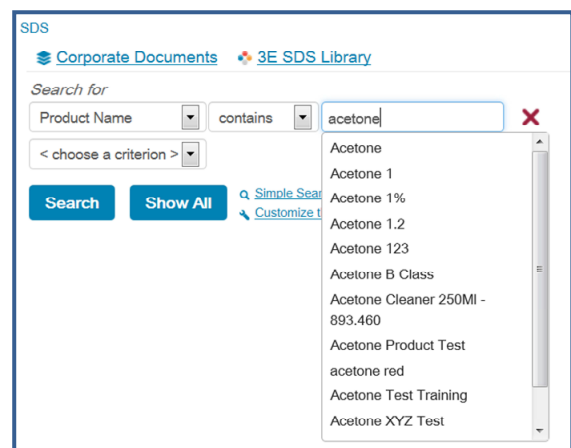 SDS
Corporate Documents 3E SDS Library
Search for
Product Name contains acetone
< choose a criterion >
Search Show All
Simple Sear
Customize t
Acetone
Acetone 1
Acetone 1%
Acetone 1.2
Acetone 123
Acetone B Class
Acetone Cleaner 250Ml -
893.460
Acetone Product Test
acetone red
Acetone Test Training
Acetone XYZ Test